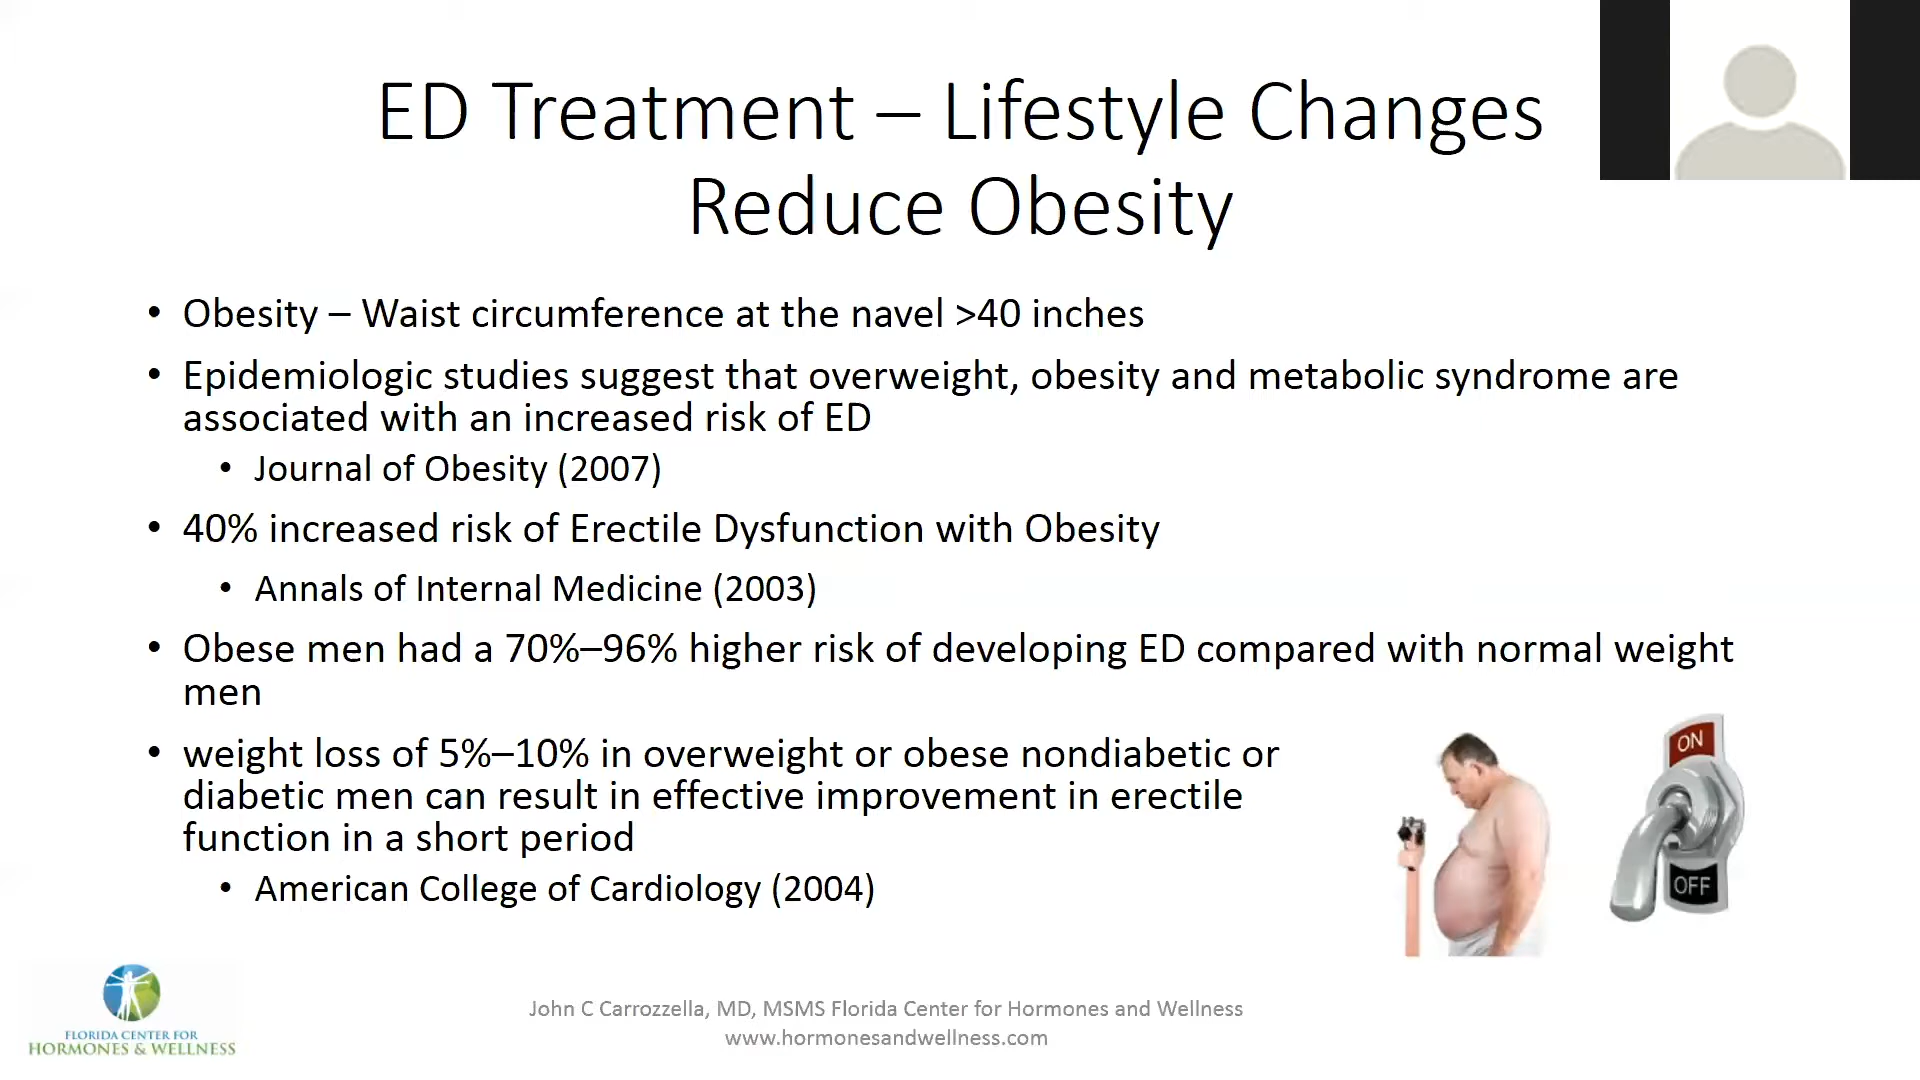 ED Treatment – Lifestyle Changes
Reduce Obesity
• Obesity – Waist circumference at the navel >40 inches
• Epidemiologic studies suggest that overweight, obesity and metabolic syndrome are
associated with an increased risk of ED
• Journal of Obesity (2007)
• 40% increased risk of Erectile Dysfunction with Obesity
• Annals of Internal Medicine (2003)
• Obese men had a 70%–96% higher risk of developing ED compared with normal weight
men
• weight loss of 5%–10% in overweight or obese nondiabetic or
diabetic men can result in effective improvement in erectile
function in a short period
• American College of Cardiology (2004)
ON
OFF
FLORIDA CENTER FOR
HORMONES & WELLNESS
John C Carrozzella, MD, MSMS Florida Center for Hormones and Wellness
www.hormonesandwellness.com